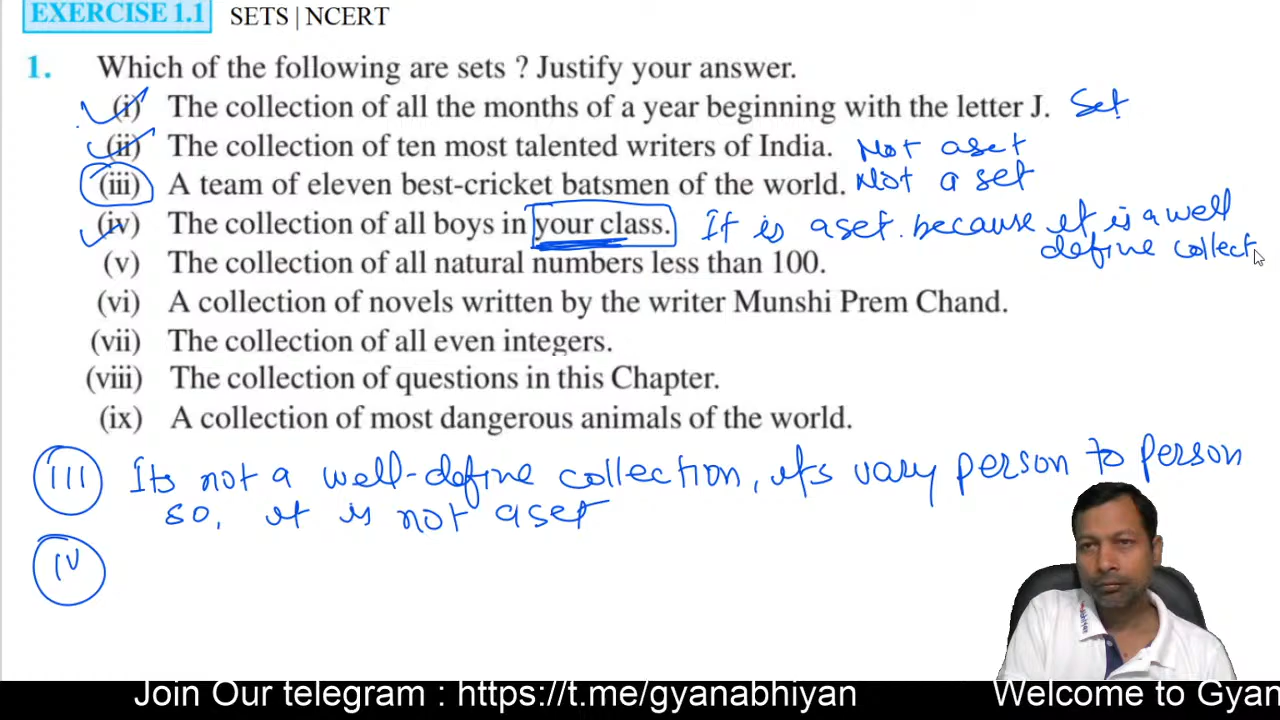 EXERCISE 1.1 SETS | NCERT
1. Which of the following are sets ? Justify your answer.
(i) The collection of all the months of a year beginning with the letter J. Set
(ii) The collection of ten most talented writers of India. Not a set
(iii) A team of eleven best-cricket batsmen of the world. Not a set
(iv) The collection of all boys in your class. It is a set. because it is a well
define collect
(v) The collection of all natural numbers less than 100.
(vi) A collection of novels written by the writer Munshi Prem Chand.
(vii) The collection of all even integers.
(viii) The collection of questions in this Chapter.
(ix) A collection of most dangerous animals of the world.
III Its not a well-define collection, it's vary person to person
so, it is not a set
IV
Join Our telegram : https://t.me/gyanabhiyan Welcome to Gyan